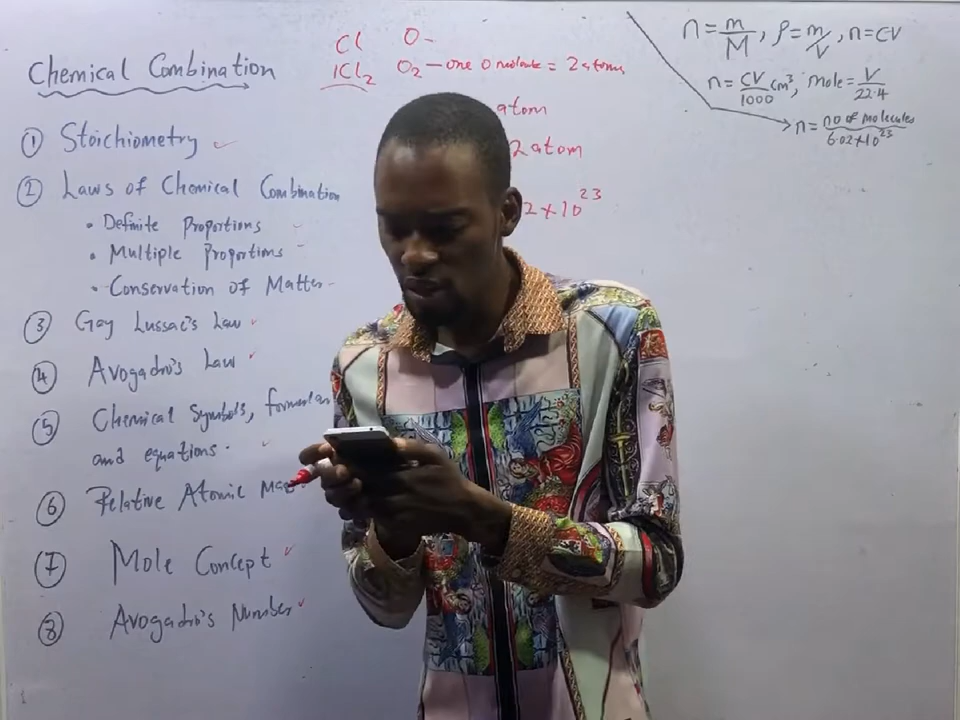 Chemical Combination
① Stoichiometry
② Laws of Chemical Combination
• Definite Proportions
• Multiple Proportions
• Conservation of Matter
③ Gay Lussac's Law
④ Avogadro's Law
⑤ Chemical Symbols, formulae
and equations.
⑥ Relative Atomic
⑦ Mole Concept
⑧ Avogadro's Number
Cl O
1Cl2 O2 — one O molecule = 2 atoms
atom
2 atom
2 x 10^23
n = m/M, ρ = m/V, n = CV
n = CV/1000 cm³, mole = V/22.4
n = no of molecules/6.02 x 10^23